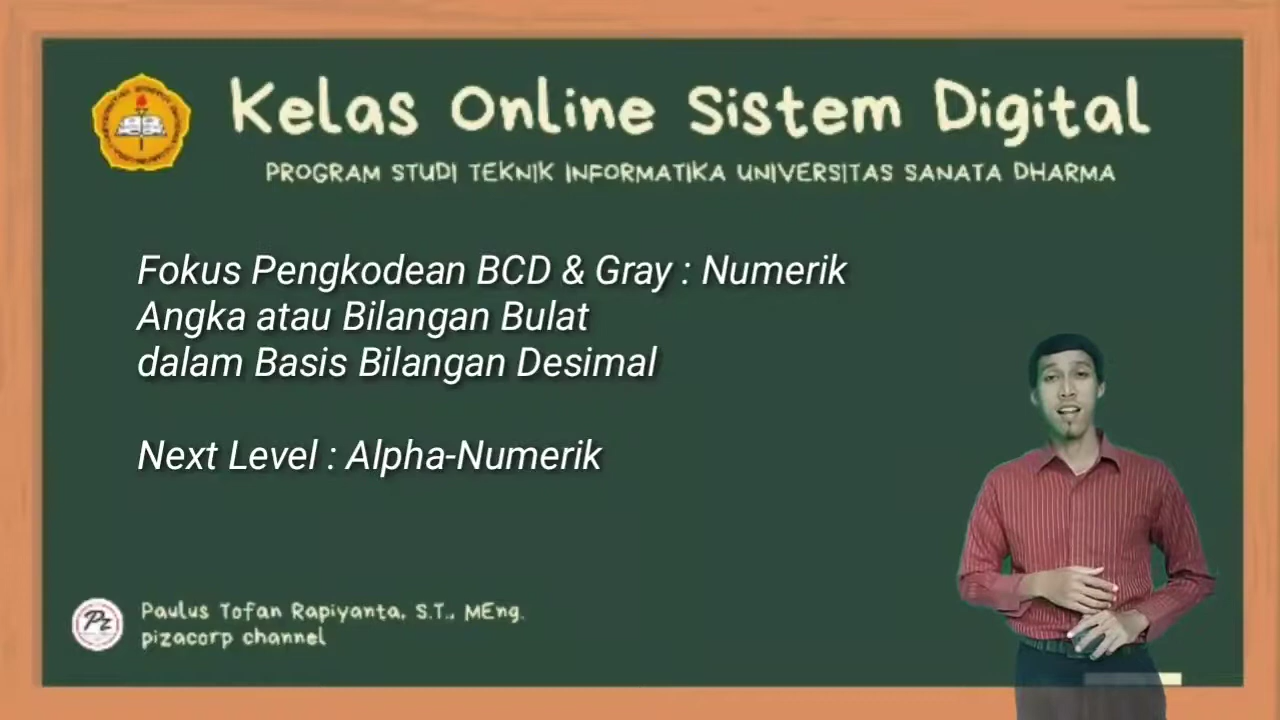 Kelas Online Sistem Digital
PROGRAM STUDI TEKNIK INFORMATIKA UNIVERSITAS SANATA DHARMA
Fokus Pengkodean BCD & Gray : Numerik
Angka atau Bilangan Bulat
dalam Basis Bilangan Desimal
Next Level : Alpha-Numerik
Pz
Paulus Tofan Rapiyanta, S.T., MEng.
pizacorp channel